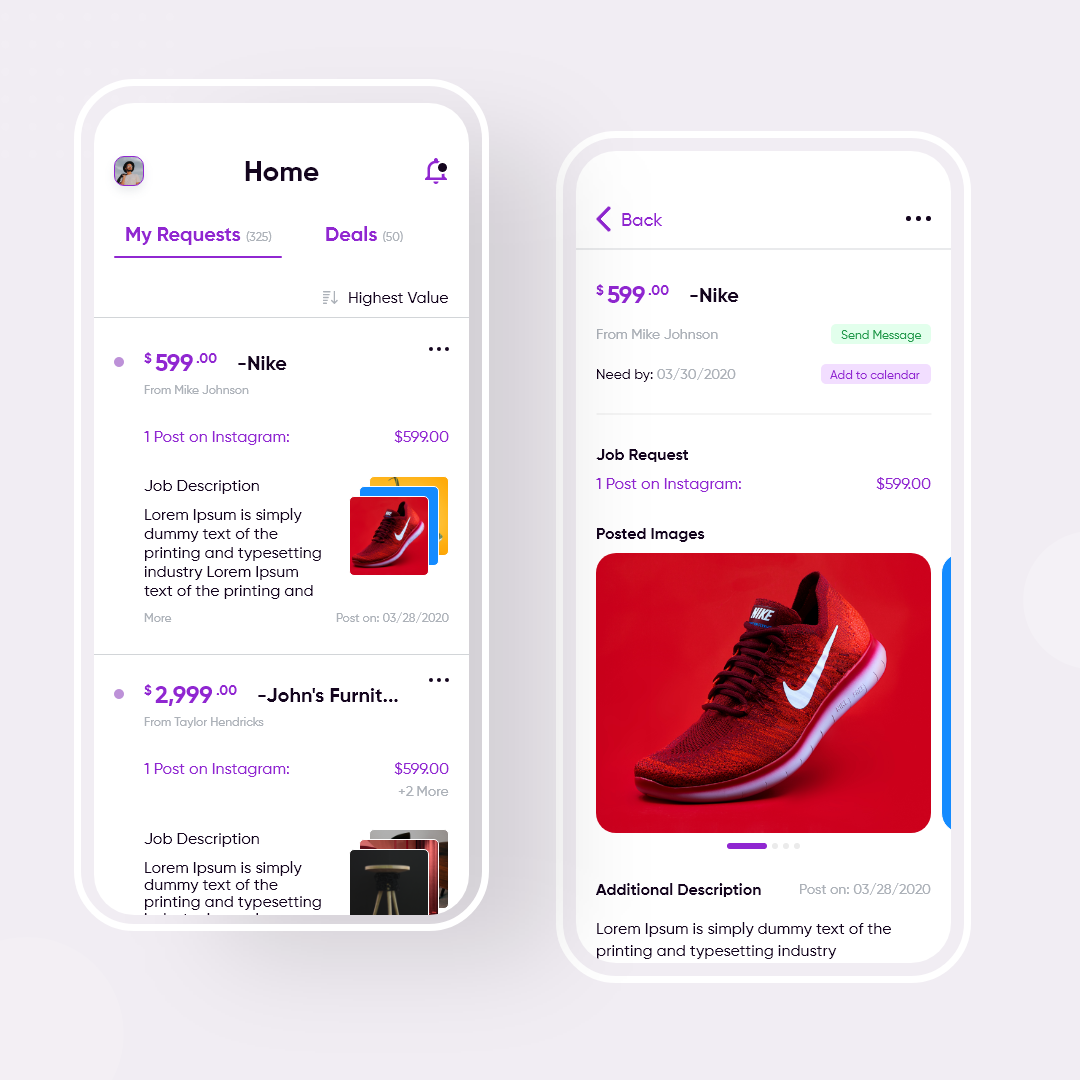 Home
My Requests (325)
Deals (50)
Highest Value
$ 599 .00 -Nike
From Mike Johnson
1 Post on Instagram: $599.00
Job Description
Lorem Ipsum is simply
dummy text of the
printing and typesetting
industry Lorem Ipsum
text of the printing and
More
Post on: 03/28/2020
$ 2,999 .00 -John's Furnit...
From Taylor Hendricks
1 Post on Instagram: $599.00
+2 More
Job Description
Lorem Ipsum is simply
dummy text of the
printing and typesetting
Back
$ 599 .00 -Nike
From Mike Johnson
Send Message
Need by: 03/30/2020
Add to calendar
Job Request
1 Post on Instagram: $599.00
Posted Images
NIKE
Additional Description
Post on: 03/28/2020
Lorem Ipsum is simply dummy text of the
printing and typesetting industry